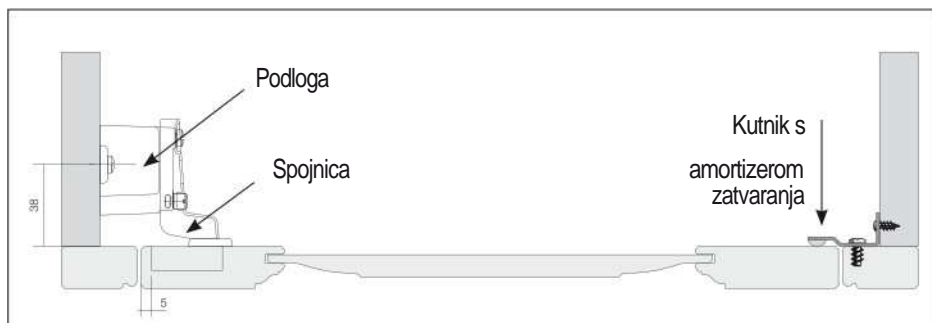 Podloga
Kutnik s
amortizerom
zatvaranja
Spojnica
38
5